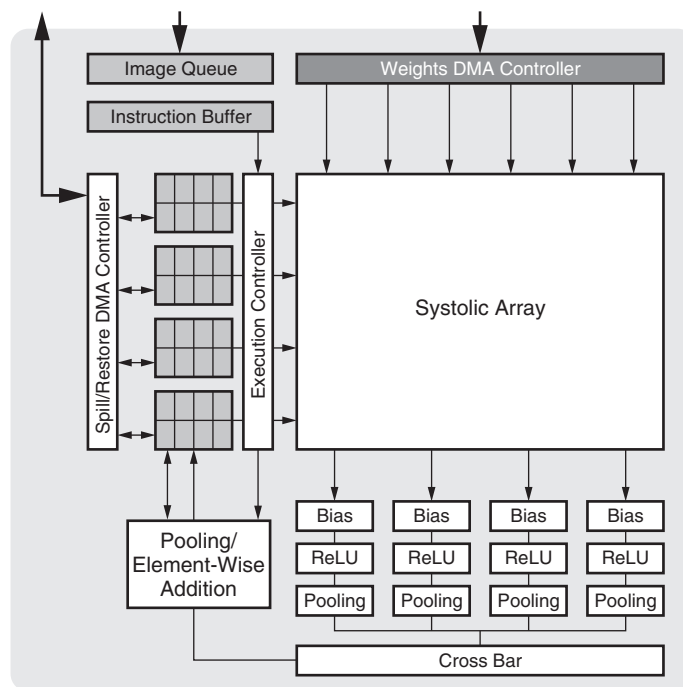 Image Queue
Weights DMA Controller
Instruction Buffer
Spill/Restore DMA Controller
Execution Controller
Systolic Array
Pooling/
Element-Wise
Addition
Bias
Bias
Bias
Bias
ReLU
ReLU
ReLU
ReLU
Pooling
Pooling
Pooling
Pooling
Cross Bar